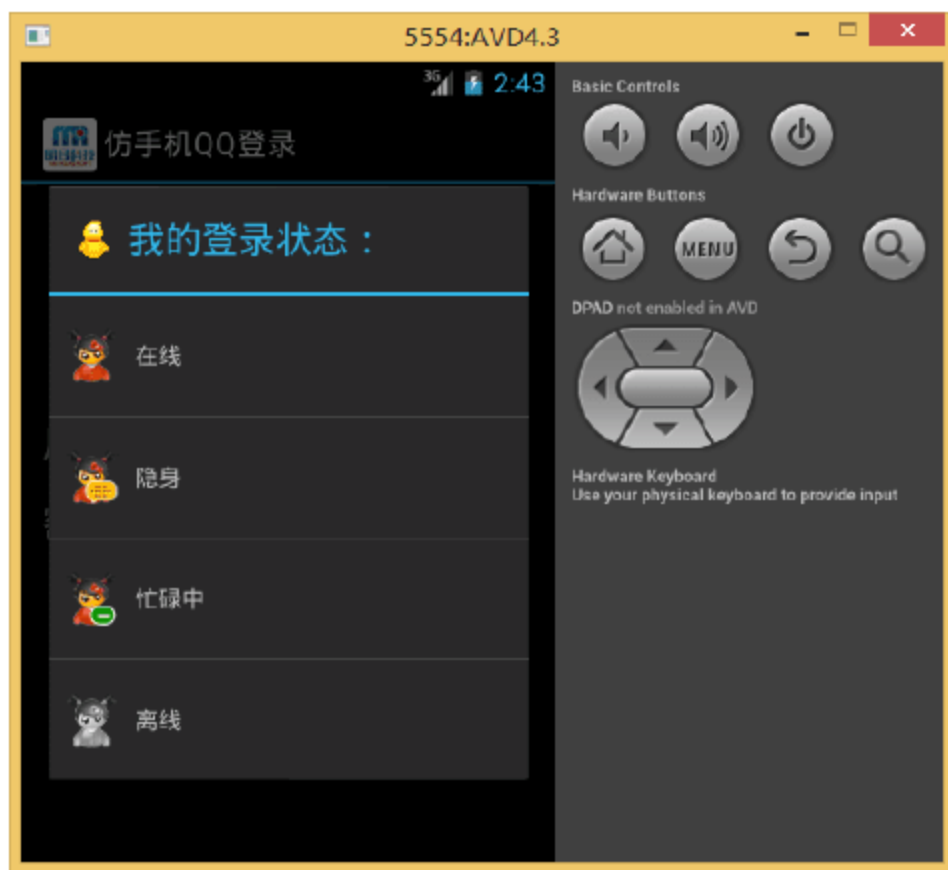 5554:AVD4.3
3G 2:43
仿手机QQ登录
我的登录状态：
在线
隐身
忙碌中
离线
Basic Controls
Hardware Buttons
MENU
DPAD not enabled in AVD
Hardware Keyboard
Use your physical keyboard to provide input